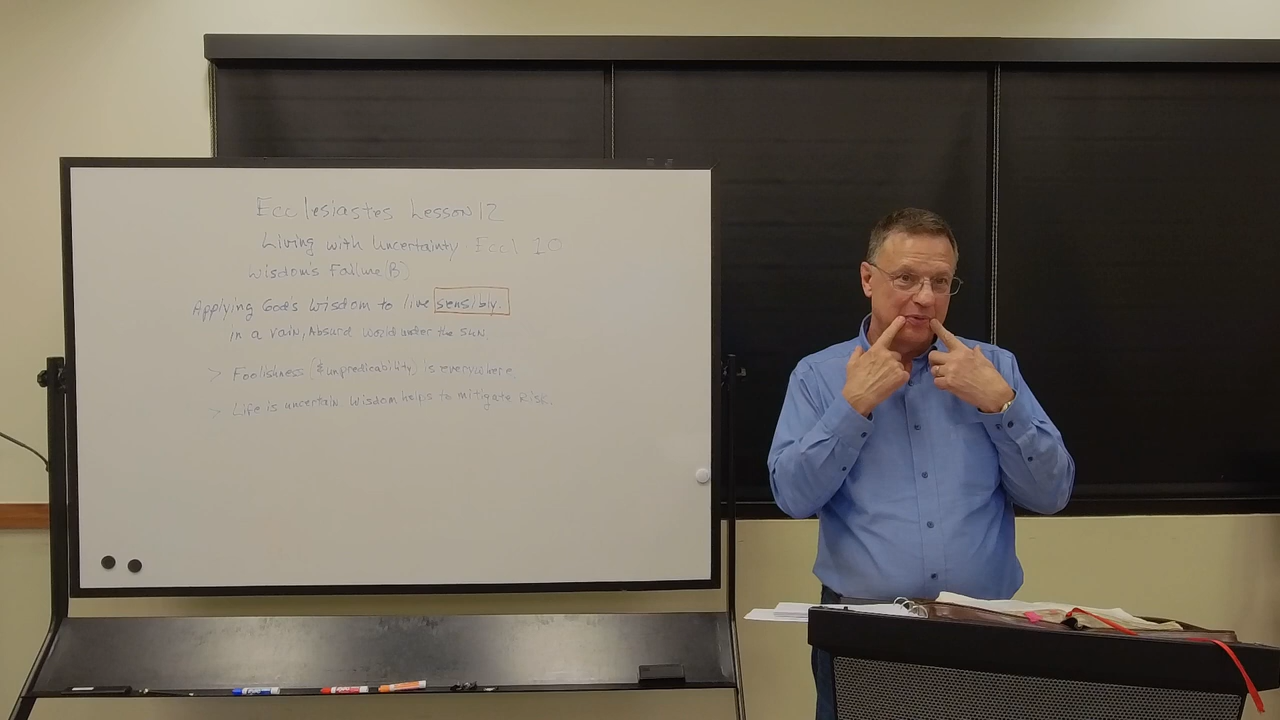 Ecclesiastes Lesson 12
Living with Uncertainty Eccl 10
Wisdom's Failure (B)
Applying God's Wisdom to live sensibly.
in a vain, Absurd World under the SUN.
> Foolishness (& unpredicability) is everywhere.
> Life is uncertain. Wisdom helps to mitigate Risk.